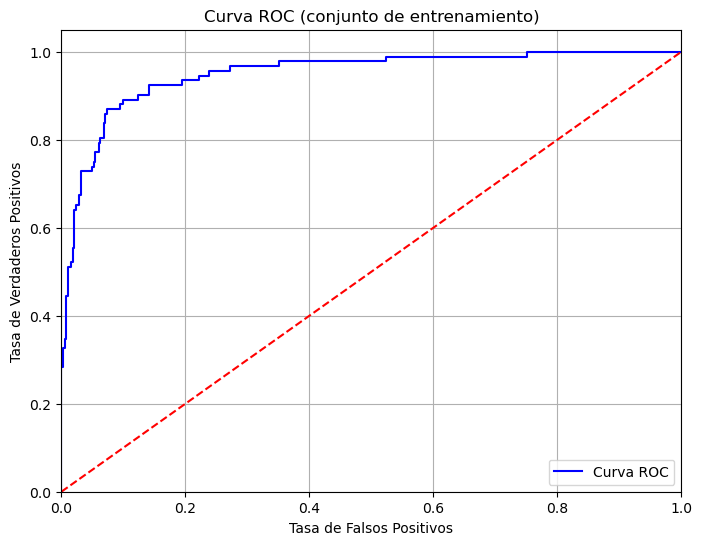 Curva ROC (conjunto de entrenamiento)
1.0
0.8
0.6
0.4
0.2
0.0
Tasa de Verdaderos Positivos
Curva ROC
0.0 0.2 0.4 0.6 0.8 1.0
Tasa de Falsos Positivos